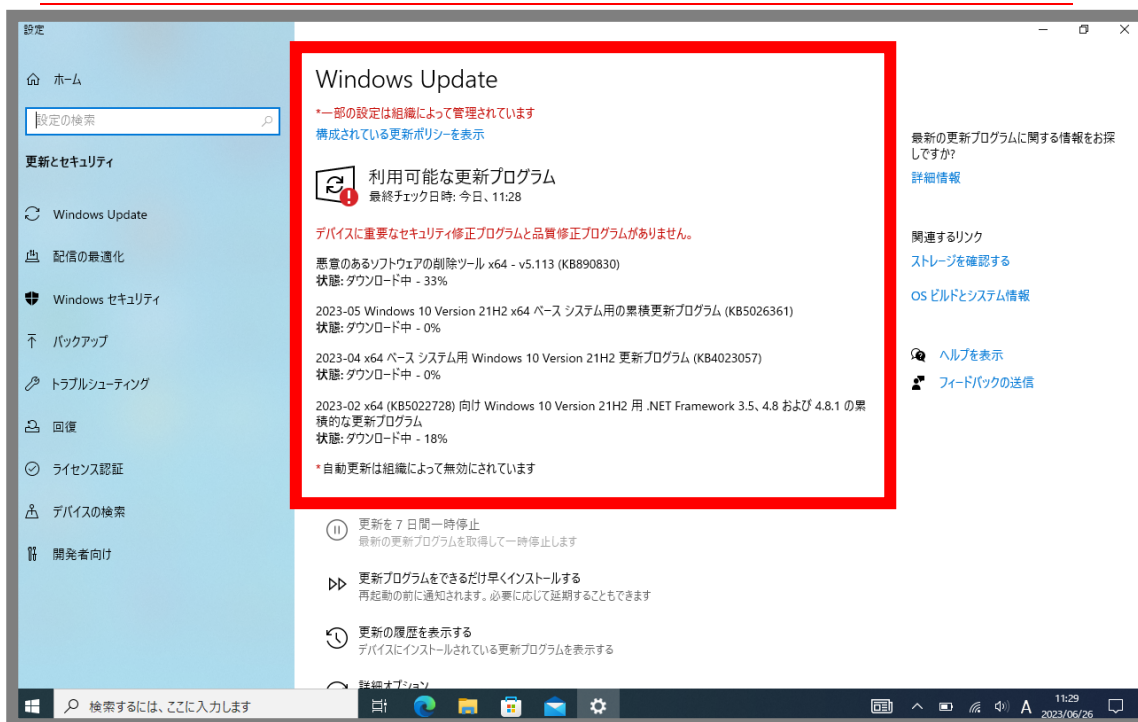 設定
ホーム
設定の検索
更新とセキュリティ
Windows Update
配信の最適化
Windows セキュリティ
バックアップ
トラブルシューティング
回復
ライセンス認証
デバイスの検索
開発者向け
Windows Update
*一部の設定は組織によって管理されています
構成されている更新ポリシーを表示
利用可能な更新プログラム
最終チェック日時: 今日、11:28
デバイスに重要なセキュリティ修正プログラムと品質修正プログラムがありません。
悪意のあるソフトウェアの削除ツール x64 - v5.113 (KB890830)
状態: ダウンロード中 - 33%
2023-05 Windows 10 Version 21H2 x64 ベース システム用の累積更新プログラム (KB5026361)
状態: ダウンロード中 - 0%
2023-04 x64 ベース システム用 Windows 10 Version 21H2 更新プログラム (KB4023057)
状態: ダウンロード中 - 0%
2023-02 x64 (KB5022728) 向け Windows 10 Version 21H2 用 .NET Framework 3.5、4.8 および 4.8.1 の累
積的な更新プログラム
状態: ダウンロード中 - 18%
*自動更新は組織によって無効にされています
更新を 7 日間一時停止
最新の更新プログラムを取得して一時停止します
更新プログラムをできるだけ早くインストールする
再起動の前に通知されます。必要に応じて延期することもできます
更新の履歴を表示する
デバイスにインストールされている更新プログラムを表示する
詳細オプション
最新の更新プログラムに関する情報をお探
しですか?
詳細情報
関連するリンク
ストレージを確認する
OS ビルドとシステム情報
ヘルプを表示
フィードバックの送信
検索するには、ここに入力します
A
11:29
2023/06/26